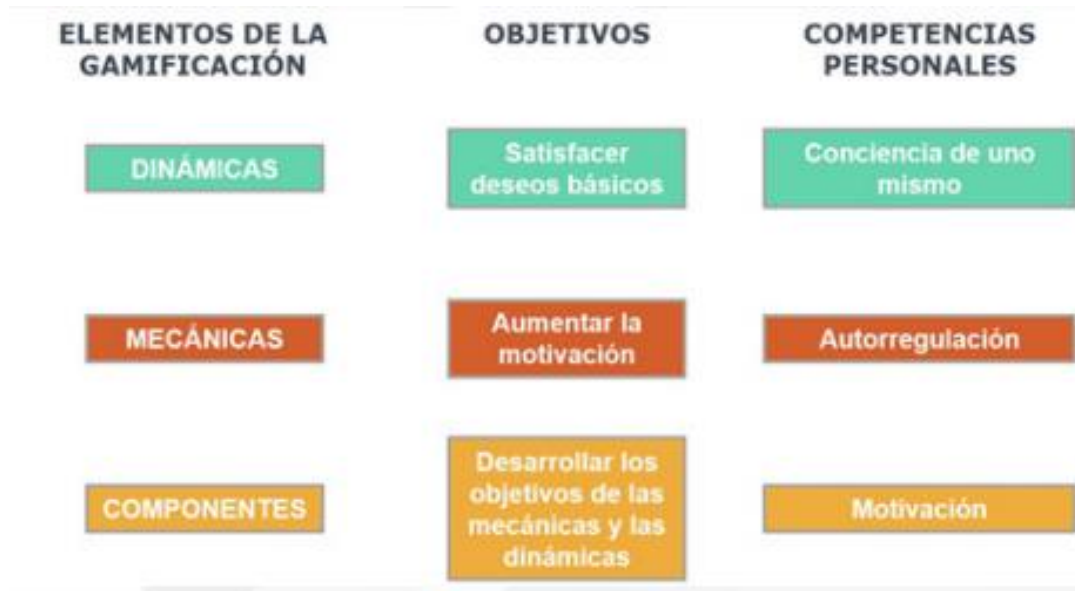 ELEMENTOS DE LA
GAMIFICACIÓN
OBJETIVOS
COMPETENCIAS
PERSONALES
DINÁMICAS
Satisfacer
deseos básicos
Conciencia de uno
mismo
MECÁNICAS
Aumentar la
motivación
Autorregulación
COMPONENTES
Desarrollar los
objetivos de las
mecánicas y las
dinámicas
Motivación